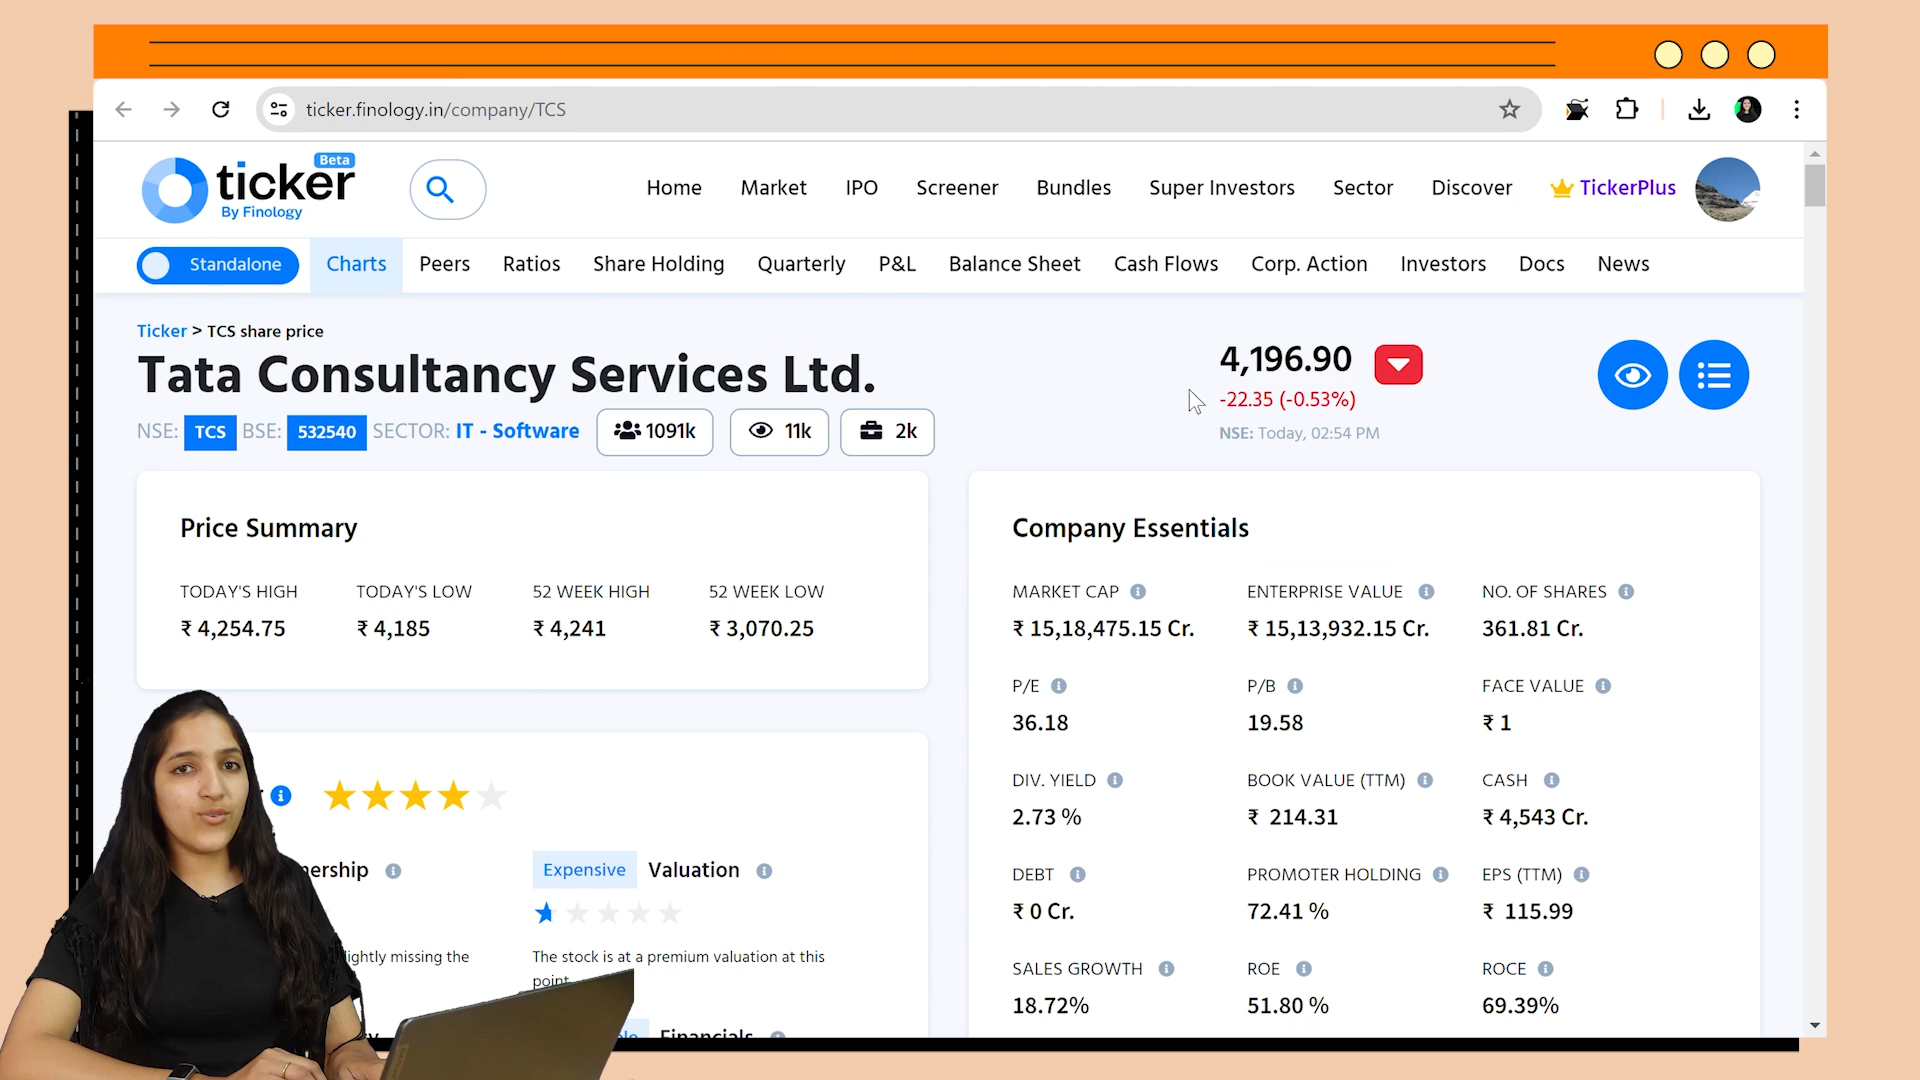 ticker.finology.in/company/TCS
ticker Beta
By Finology
Home Market IPO Screener Bundles Super Investors Sector Discover TickerPlus
Standalone Charts Peers Ratios Share Holding Quarterly P&L Balance Sheet Cash Flows Corp. Action Investors Docs News
Ticker > TCS share price
Tata Consultancy Services Ltd.
4,196.90
-22.35 (-0.53%)
NSE: Today, 02:54 PM
NSE: TCS BSE: 532540 SECTOR: IT - Software 1091k 11k 2k
Price Summary
TODAY'S HIGH TODAY'S LOW 52 WEEK HIGH 52 WEEK LOW
₹ 4,254.75 ₹ 4,185 ₹ 4,241 ₹ 3,070.25
Company Essentials
MARKET CAP ENTERPRISE VALUE NO. OF SHARES
₹ 15,18,475.15 Cr. ₹ 15,13,932.15 Cr. 361.81 Cr.
P/E P/B FACE VALUE
36.18 19.58 ₹ 1
DIV. YIELD BOOK VALUE (TTM) CASH
2.73 % ₹ 214.31 ₹ 4,543 Cr.
DEBT PROMOTER HOLDING EPS (TTM)
₹ 0 Cr. 72.41 % ₹ 115.99
SALES GROWTH ROE ROCE
18.72% 51.80 % 69.39%
Expensive Valuation
missing the
The stock is at a premium valuation at this
point
Financials